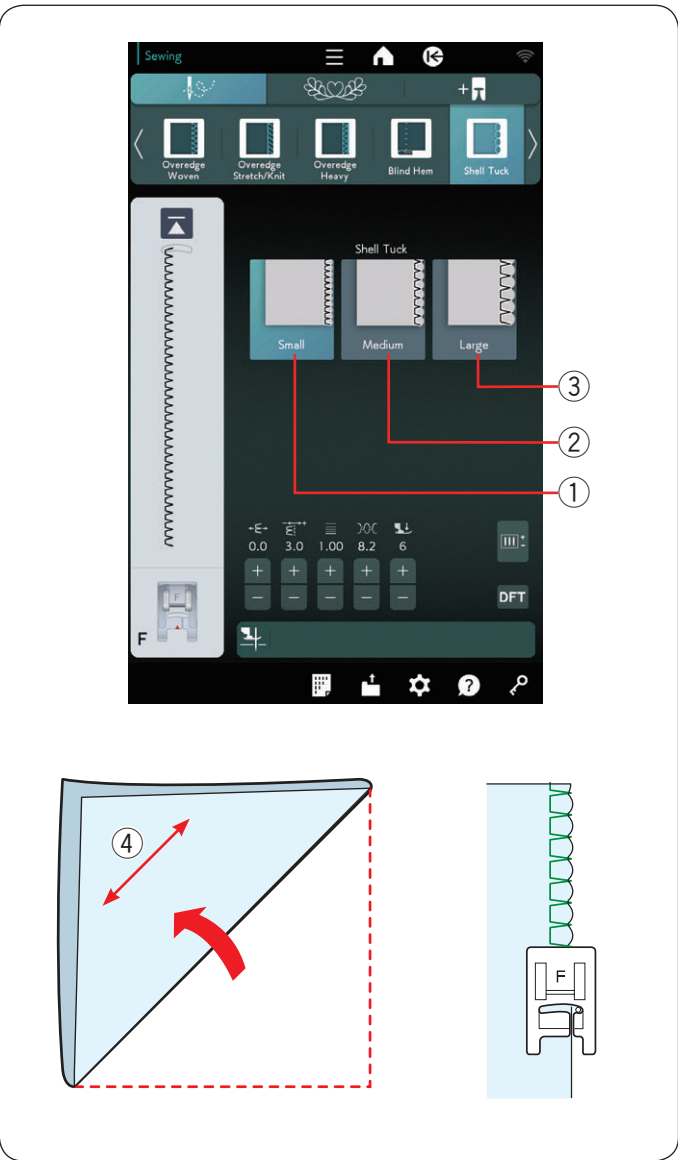 Sewing
Overedge Woven
Overedge Stretch/Knit
Overedge Heavy
Blind Hem
Shell Tuck
Shell Tuck
Small
Medium
Large
③
②
①
0.0 3.0 1.00 8.2 6
+ + + + +
− − − − −
DFT
F
F
?
④
F